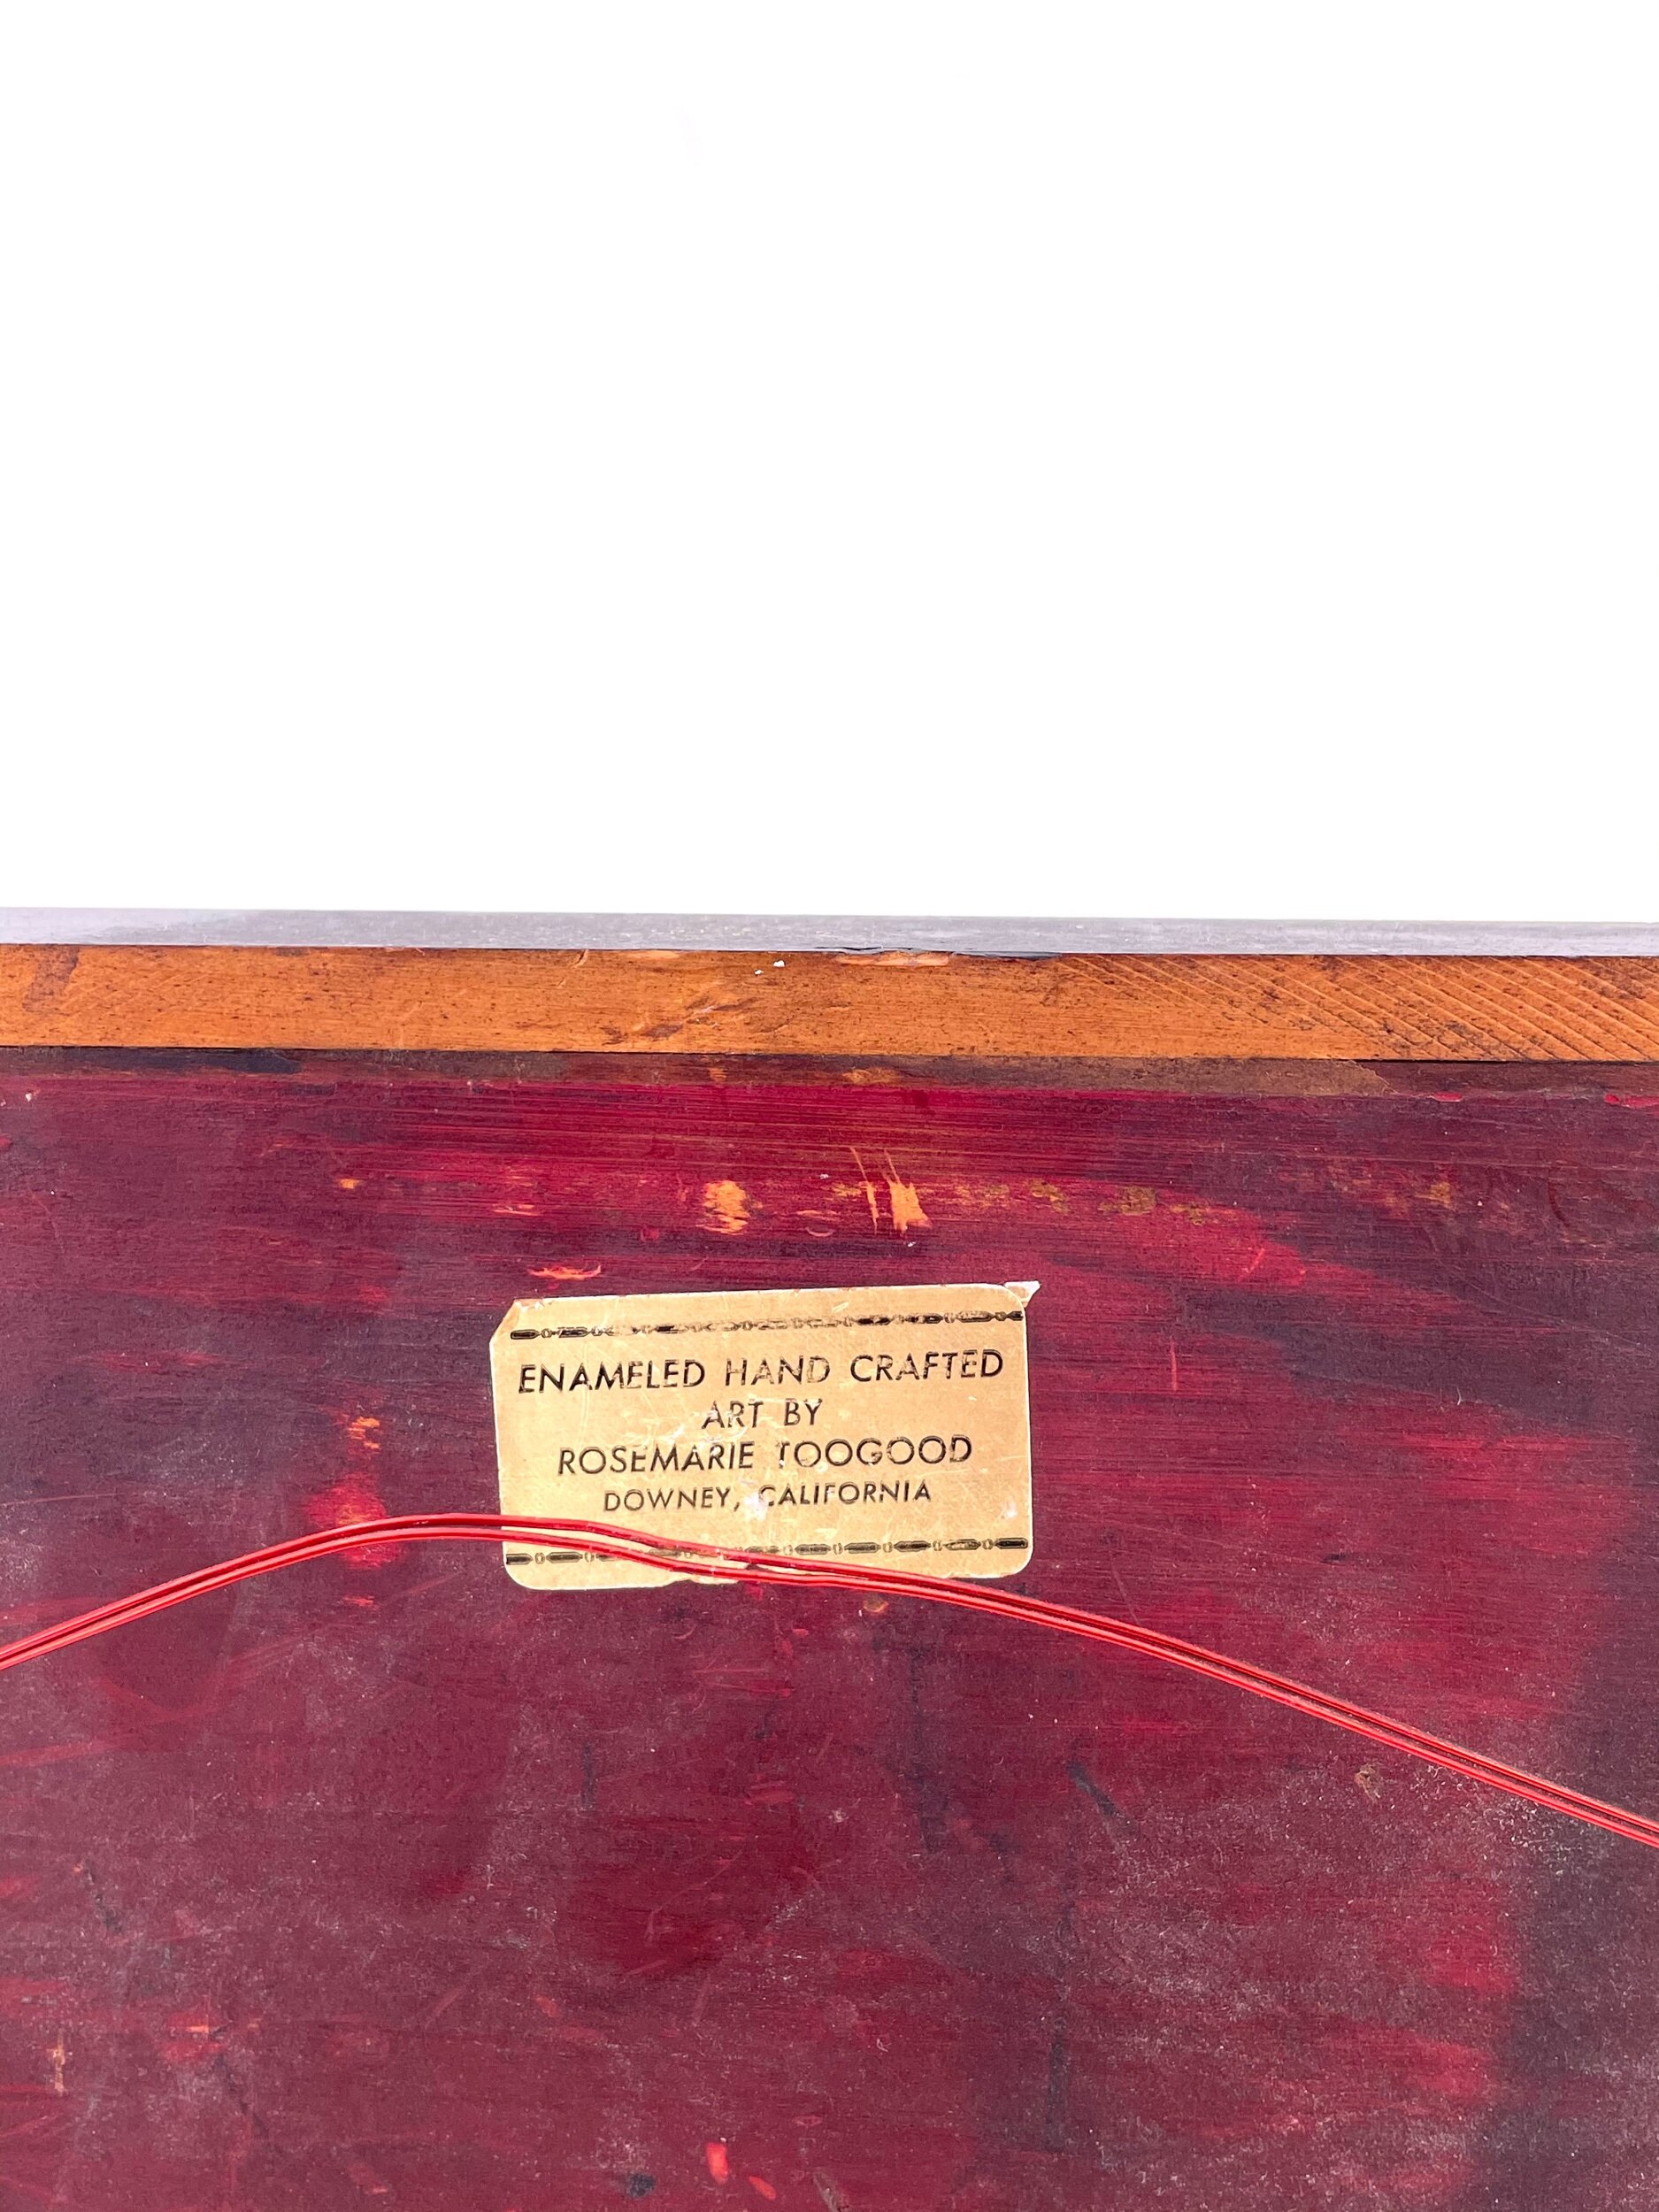 ENAMELED HAND CRAFTED
ART BY
ROSEMARIE TOOGOOD
DOWNEY, CALIFORNIA